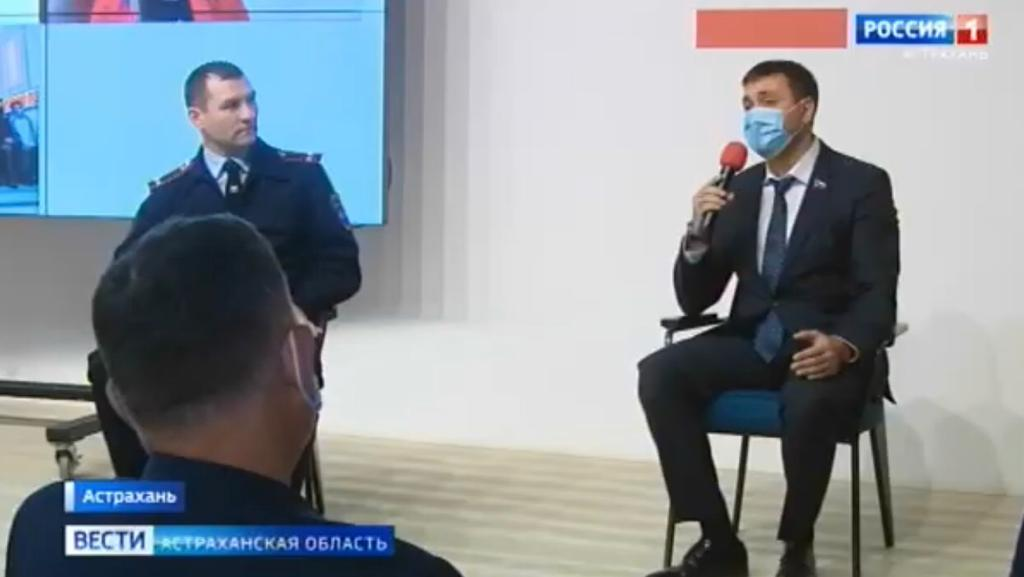 РОССИЯ 1
АСТРАХАНЬ
Астрахань
ВЕСТИ АСТРАХАНСКАЯ ОБЛАСТЬ